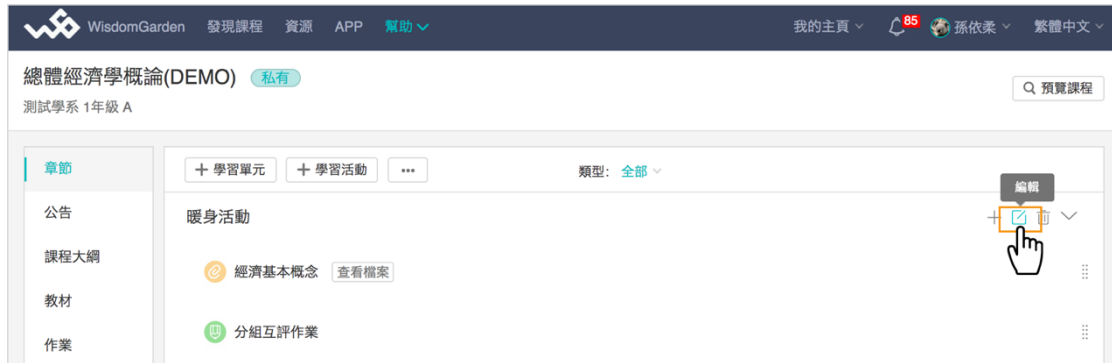 WisdomGarden 發現課程 資源 APP 幫助 我的主頁 85 孫依柔 繁體中文
總體經濟學概論(DEMO) 私有
預覽課程
測試學系 1年級 A
章節
+ 學習單元 + 學習活動 ••• 類型: 全部
編輯
公告
暖身活動
課程大綱
經濟基本概念 查看檔案
教材
分組互評作業
作業